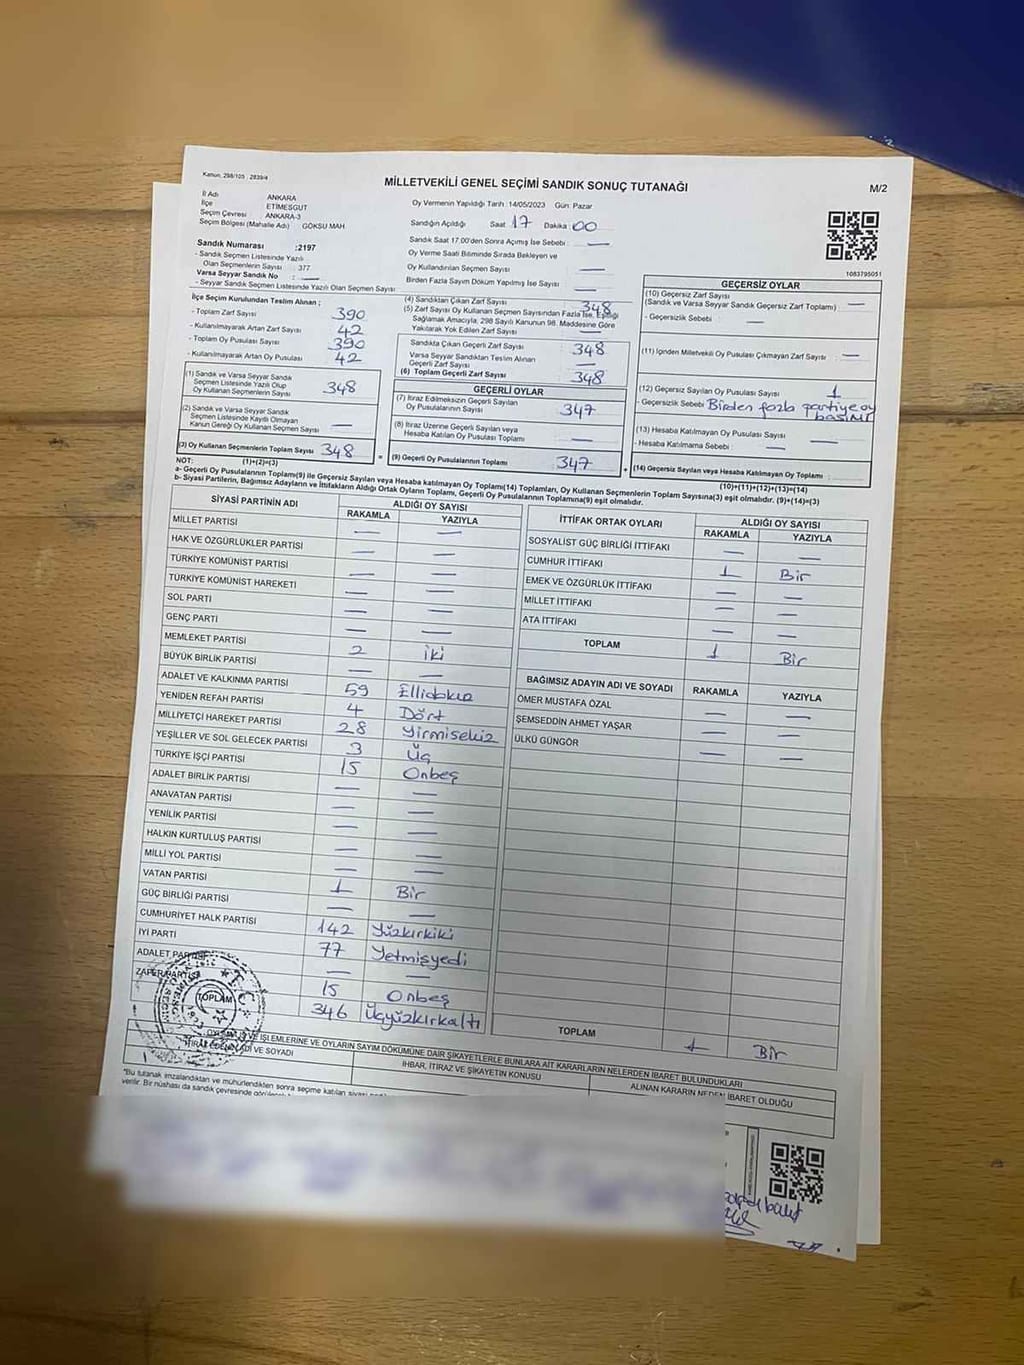 Kanun: 298/105 2839/4
MİLLETVEKİLİ GENEL SEÇİMİ SANDIK SONUÇ TUTANAĞI
M/2
İl Adı ANKARA
İlçe ETİMESGUT
Seçim Çevresi ANKARA-3
Seçim Bölgesi (Mahalle Adı) GÖKSU MAH
Sandık Numarası :2197
- Sandık Seçmen Listesinde Yazılı
Olan Seçmenlerin Sayısı : 377
Varsa Seyyar Sandık No : —
- Seyyar Sandık Seçmen Listesinde Yazılı Olan Seçmen Sayısı
Oy Vermenin Yapıldığı Tarih :14/05/2023 Gün: Pazar
Sandığın Açıldığı Saat : 17 Dakika : 00
Sandık Saat 17.00'den Sonra Açılmış İse Sebebi : —
Oy Verme Saati Bitiminde Sırada Bekleyen ve
Oy Kullandırılan Seçmen Sayısı —
Birden Fazla Sayım Döküm Yapılmış İse Sayısı : —
1083795051
İlçe Seçim Kurulundan Teslim Alınan ;
- Toplam Zarf Sayısı 390
- Kullanılmayarak Artan Zarf Sayısı 42
- Toplam Oy Pusulası Sayısı 390
- Kullanılmayarak Artan Oy Pusulası 42
(1) Sandık ve Varsa Seyyar Sandık
Seçmen Listesinde Yazılı Olup
Oy Kullanan Seçmenlerin Sayısı 348
(2) Sandık ve Varsa Seyyar Sandık
Seçmen Listesinde Kaydı Olmayan
Kanun Gereği Oy Kullanan Seçmen Sayısı —
(3) Oy Kullanan Seçmenlerin Toplam Sayısı 348
(1)+(2)=(3)
(4) Sandıktan Çıkan Zarf Sayısı 348
(5) Zarf Sayısı Oy Kullanan Seçmen Sayısından Fazla İse, Eşitliği
Sağlamak Amacıyla, 298 Sayılı Kanunun 98. Maddesine Göre
Yakılarak Yok Edilen Zarf Sayısı —
Sandıkta Çıkan Geçerli Zarf Sayısı 348
Varsa Seyyar Sandıktan Teslim Alınan
Geçerli Zarf Sayısı —
(6) Toplam Geçerli Zarf Sayısı 348
GEÇERLİ OYLAR
(7) İtiraz Edilmeksizin Geçerli Sayılan
Oy Pusulalarının Sayısı 347
(8) İtiraz Üzerine Geçerli Sayılan veya
Hesaba Katılan Oy Pusulası Toplamı —
(9) Geçerli Oy Pusulalarının Toplamı 347
GEÇERSİZ OYLAR
(10) Geçersiz Zarf Sayısı
(Sandık ve Varsa Seyyar Sandık Geçersiz Zarf Toplamı) —
- Geçersizlik Sebebi : —
(11) İçinden Milletvekili Oy Pusulası Çıkmayan Zarf Sayısı : —
(12) Geçersiz Sayılan Oy Pusulası Sayısı : 1
- Geçersizlik Sebebi Birden fazla partiye oy
basımı
(13) Hesaba Katılmayan Oy Pusulası Sayısı : —
- Hesaba Katılmama Sebebi : —
(14) Geçersiz Sayılan veya Hesaba Katılmayan Oy Toplamı :
(10)+(11)+(12)+(13)=(14)
NOT:
a- Geçerli Oy Pusulaları Toplamı(9) ile Geçersiz Sayılan veya Hesaba Katılmayan Oy Toplamı(14) Toplamları, Oy Kullanan Seçmenlerin Toplam Sayısına(3) eşit olmalıdır. (9)+(14)=(3)
b- Siyasi Partilerin, Bağımsız Adayların ve İttifakların Aldığı Ortak Oyların Toplamı, Geçerli Oy Pusulalarının Toplamına(9) eşit olmalıdır.
SİYASİ PARTİNİN ADI ALDIĞI OY SAYISI
RAKAMLA YAZIYLA
MİLLET PARTİSİ — —
HAK VE ÖZGÜRLÜKLER PARTİSİ — —
TÜRKİYE KOMÜNİST PARTİSİ — —
TÜRKİYE KOMÜNİST HAREKETİ — —
SOL PARTİ — —
GENÇ PARTİ — —
MEMLEKET PARTİSİ 2 iki
BÜYÜK BİRLİK PARTİSİ — —
ADALET VE KALKINMA PARTİSİ 59 Ellidokuz
YENİDEN REFAH PARTİSİ 4 Dört
MİLLİYETÇİ HAREKET PARTİSİ 28 Yirmisekiz
YEŞİLLER VE SOL GELECEK PARTİSİ 3 Üç
TÜRKİYE İŞÇİ PARTİSİ 15 Onbeş
ADALET BİRLİK PARTİSİ — —
ANAVATAN PARTİSİ — —
YENİLİK PARTİSİ — —
HALKIN KURTULUŞ PARTİSİ — —
MİLLİ YOL PARTİSİ — —
VATAN PARTİSİ 1 Bir
GÜÇ BİRLİĞİ PARTİSİ — —
CUMHURİYET HALK PARTİSİ 142 Yüzkırkiki
İYİ PARTİ 77 Yetmişyedi
ADALET PARTİSİ — —
ZAFER PARTİSİ 15 Onbeş
TOPLAM 346 Üçyüzkırkaltı
İTTİFAK ORTAK OYLARI ALDIĞI OY SAYISI
RAKAMLA YAZIYLA
SOSYALİST GÜÇ BİRLİĞİ İTTİFAKI — —
CUMHUR İTTİFAKI 1 Bir
EMEK VE ÖZGÜRLÜK İTTİFAKI — —
MİLLET İTTİFAKI — —
ATA İTTİFAKI — —
TOPLAM 1 Bir
BAĞIMSIZ ADAYIN ADI VE SOYADI RAKAMLA YAZIYLA
ÖMER MUSTAFA ÖZAL — —
ŞEMSEDDİN AHMET YAŞAR — —
ÜLKÜ GÜNGÖR — —
TOPLAM 1 Bir
İŞLEMLERİNE VE OYLARIN SAYIM DÖKÜMÜNE DAİR ŞİKAYETLERLE BUNLARA AİT KARARLARIN NELERDEN İBARET BULUNDUKLARI
İTİRAZ EDENİN ADI VE SOYADI
İHBAR, İTİRAZ VE ŞİKAYETİN KONUSU
ALINAN KARARIN NEDEN İBARET OLDUĞU
"Bu tutanak imzalandıktan ve mühürlendikten sonra seçime katılan
verilir. Bir nüshası da sandık çevresinde